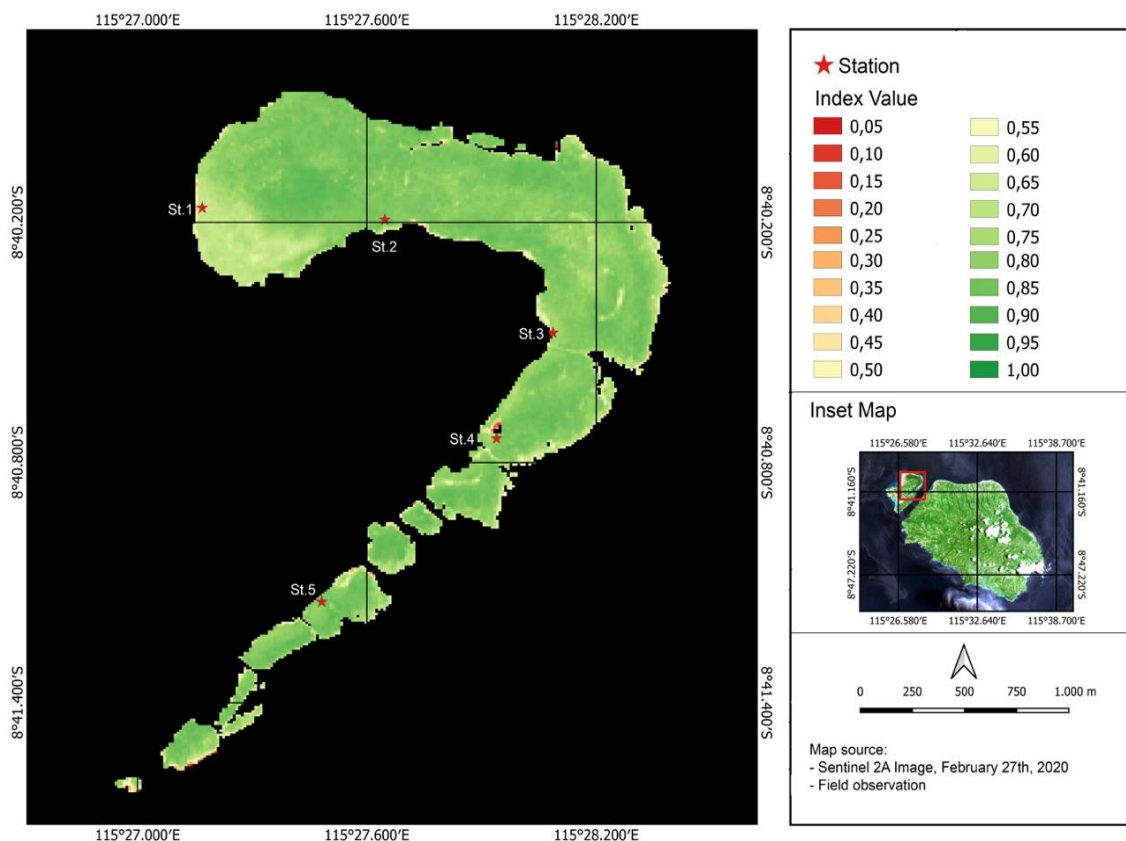 115°27.000′E 115°27.600′E 115°28.200′E
8°40.200′S
8°40.800′S
8°41.400′S
St.1
St.2
St.3
St.4
St.5
8°40.200′S
8°40.800′S
8°41.400′S
115°27.000′E 115°27.600′E 115°28.200′E
Station
Index Value
0,05 0,55
0,10 0,60
0,15 0,65
0,20 0,70
0,25 0,75
0,30 0,80
0,35 0,85
0,40 0,90
0,45 0,95
0,50 1,00
Inset Map
115°26.580′E 115°32.640′E 115°38.700′E
8°41.160′S
8°47.220′S
8°41.160′S
8°47.220′S
115°26.580′E 115°32.640′E 115°38.700′E
0 250 500 750 1.000 m
Map source:
- Sentinel 2A Image, February 27th, 2020
- Field observation